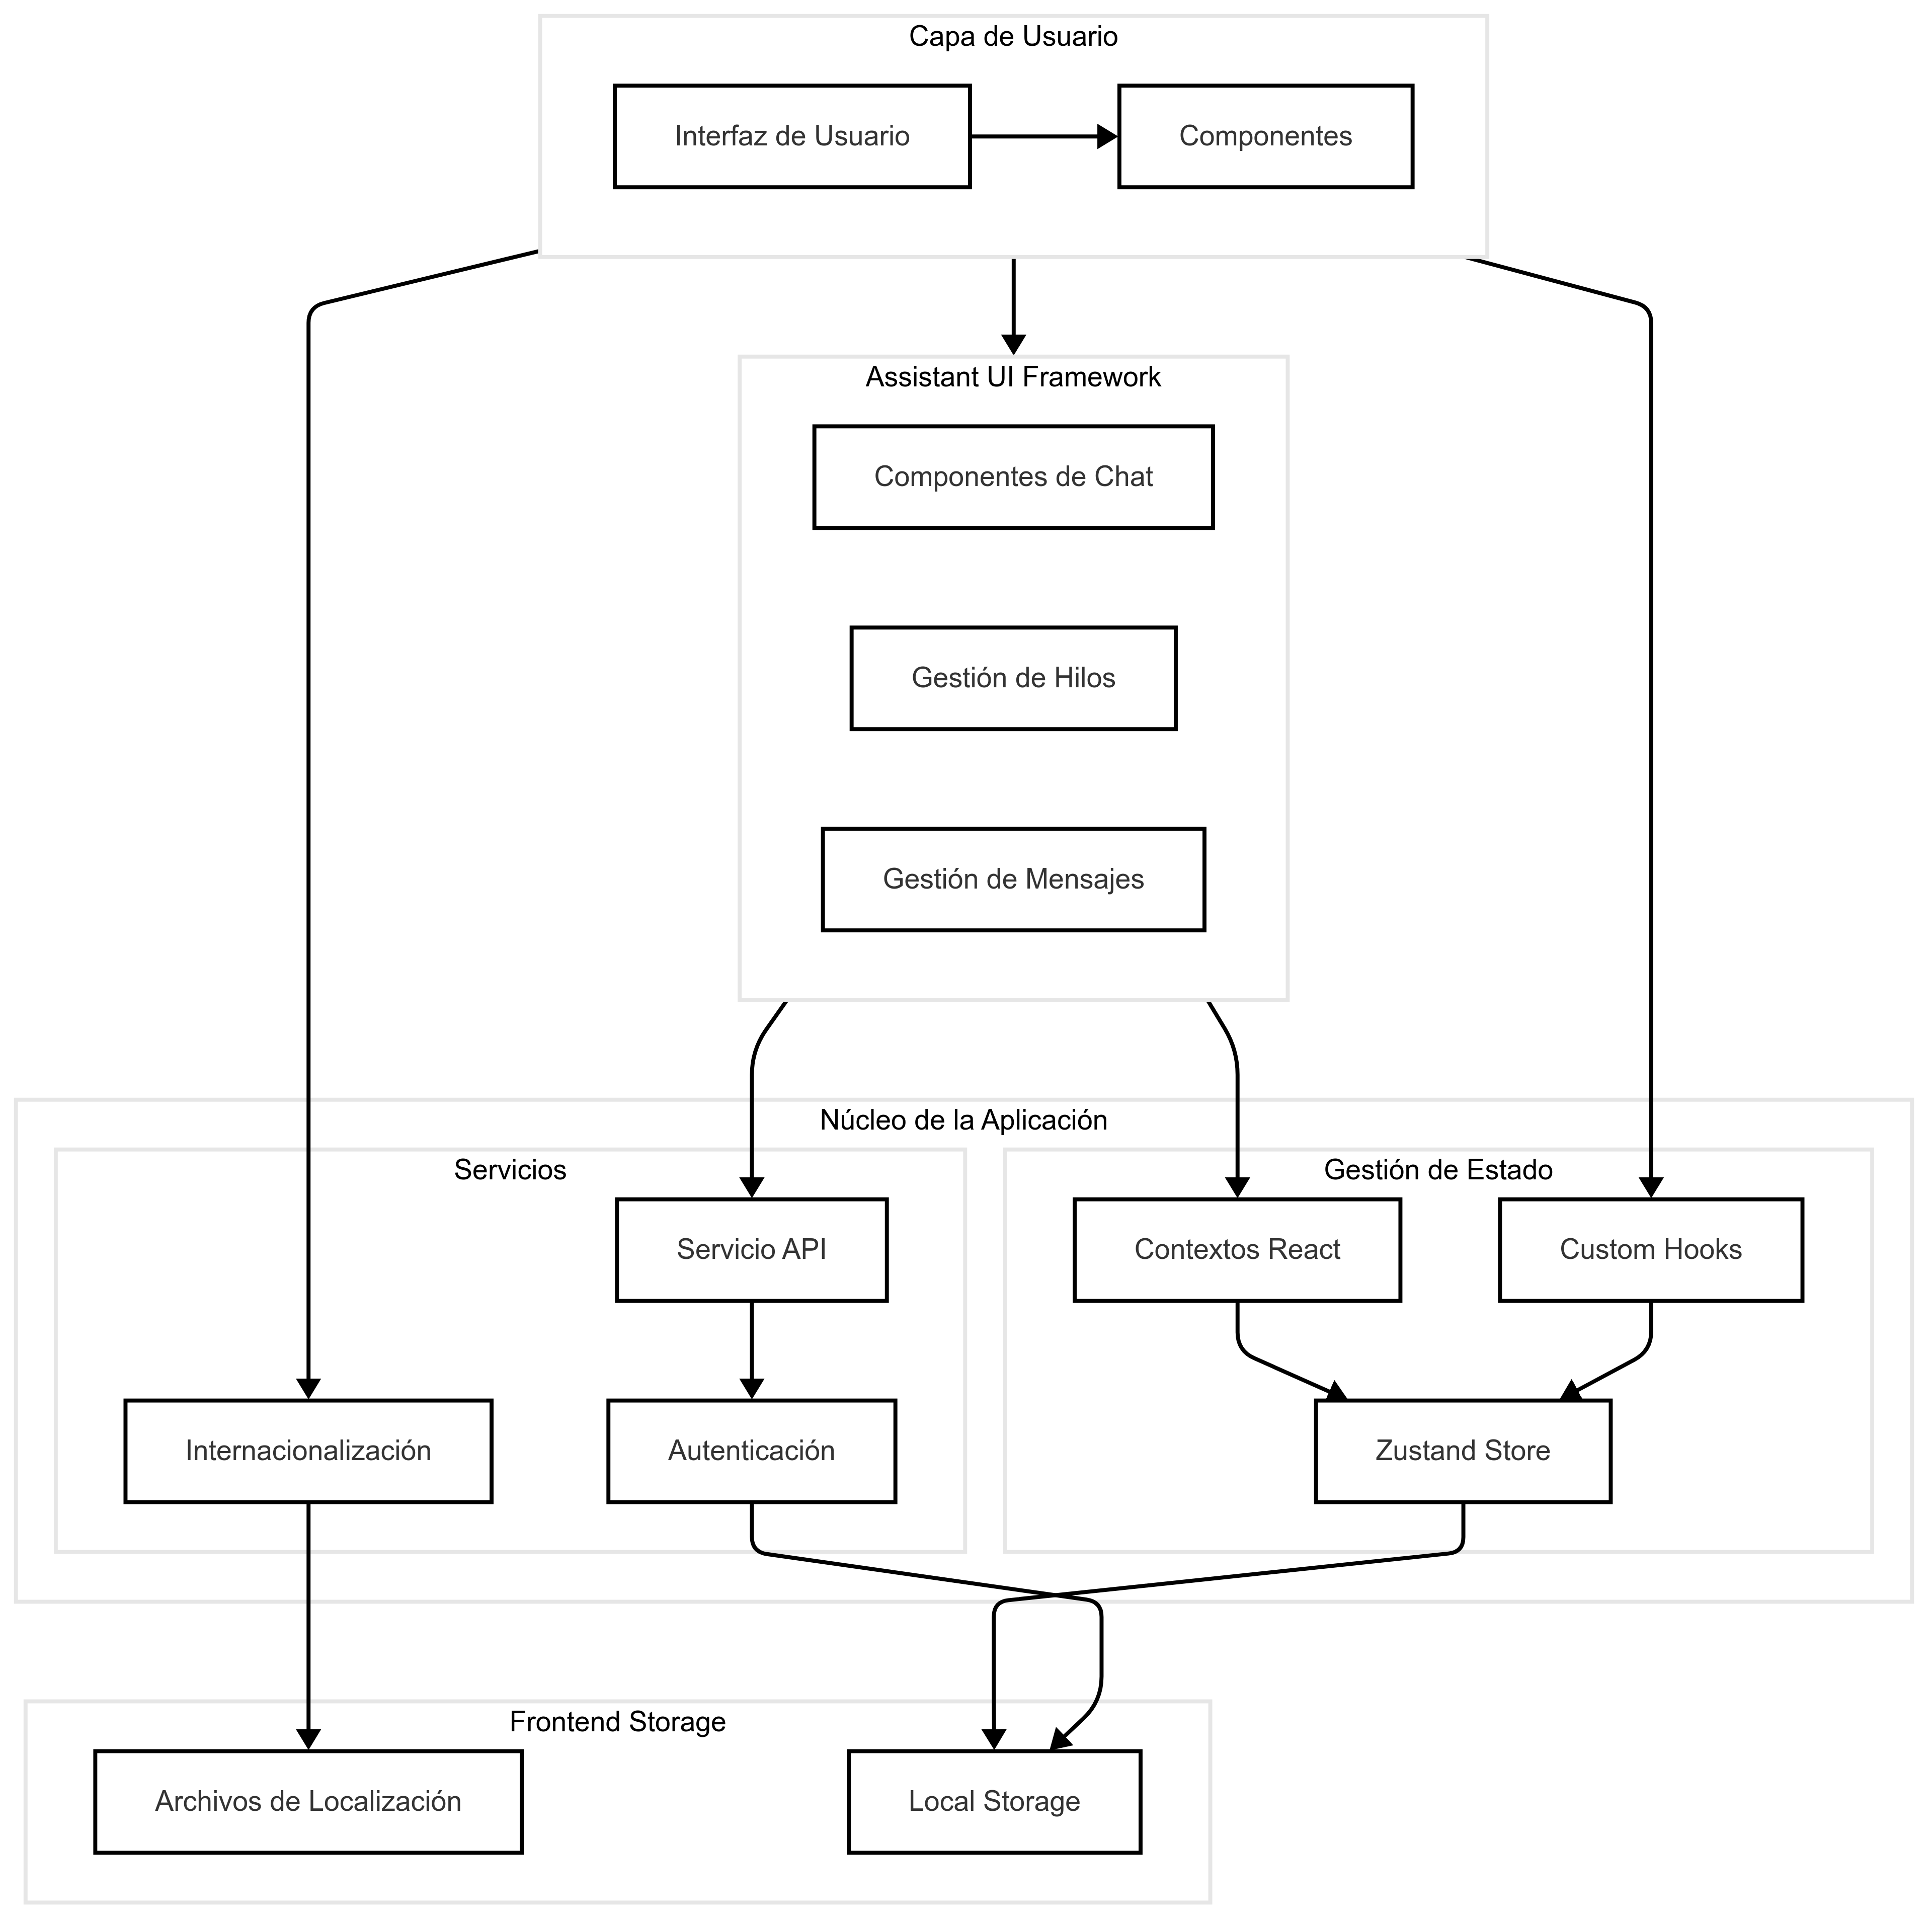 Capa de Usuario
Interfaz de Usuario
Componentes
Assistant UI Framework
Componentes de Chat
Gestión de Hilos
Gestión de Mensajes
Núcleo de la Aplicación
Servicios
Gestión de Estado
Servicio API
Contextos React
Custom Hooks
Internacionalización
Autenticación
Zustand Store
Frontend Storage
Archivos de Localización
Local Storage